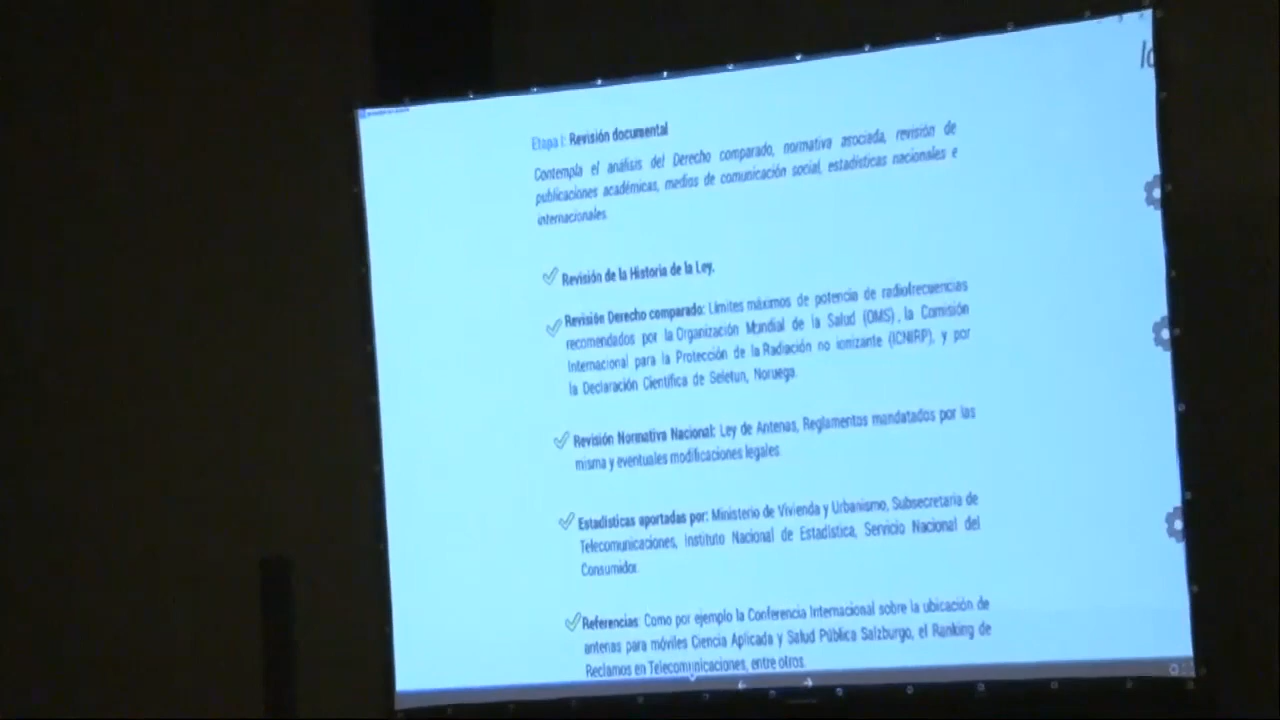 Etapa I: Revisión documental
Contempla el análisis del Derecho comparado, normativa asociada, revisión de
publicaciones académicas, medios de comunicación social, estadísticas nacionales e
internacionales.
Revisión de la Historia de la Ley.
Revisión Derecho comparado: Límites máximos de potencia de radiofrecuencias
recomendados por la Organización Mundial de la Salud (OMS), la Comisión
Internacional para la Protección de la Radiación no ionizante (ICNIRP), y por
la Declaración Científica de Seletun, Noruega.
Revisión Normativa Nacional: Ley de Antenas, Reglamentos mandatados por las
misma y eventuales modificaciones legales.
Estadísticas aportadas por: Ministerio de Vivienda y Urbanismo, Subsecretaria de
Telecomunicaciones, Instituto Nacional de Estadística, Servicio Nacional del
Consumidor.
Referencias: Como por ejemplo la Conferencia Internacional sobre la ubicación de
antenas para móviles Ciencia Aplicada y Salud Pública Salzburgo, el Ranking de
Reclamos en Telecomunicaciones, entre otros.